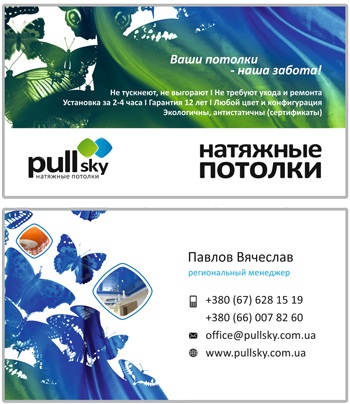 Ваши потолки
- наша забота!
Не тускнеют, не выгорают I Не требуют ухода и ремонта
Установка за 2-4 часа I Гарантия 12 лет I Любой цвет и конфигурация
Экологичны, антистатичны (сертификаты)
pull sky
натяжные потолки
натяжные
потолки
Павлов Вячеслав
региональный менеджер
+380 (67) 628 15 19
+380 (66) 007 82 60
office@pullsky.com.ua
www.pullsky.com.ua